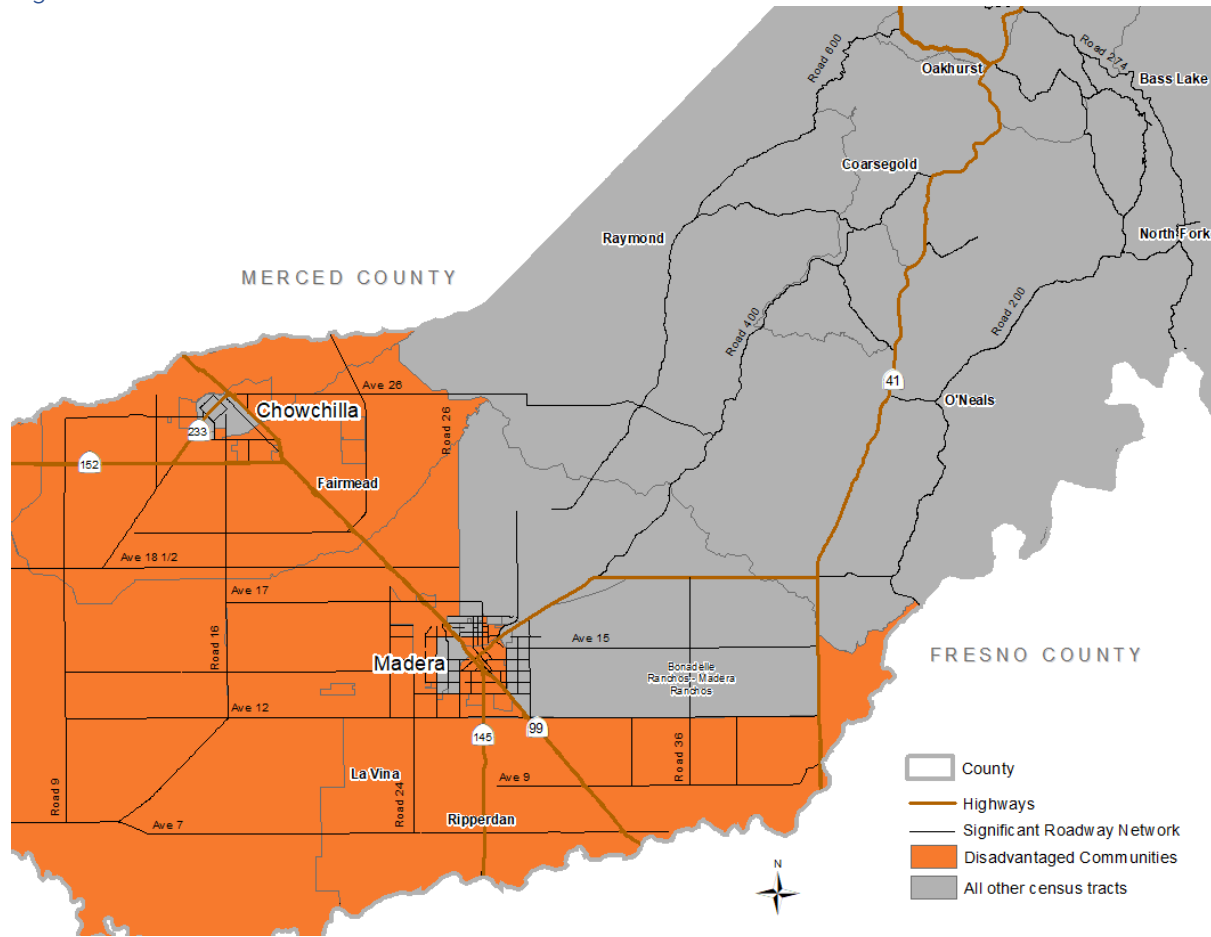 Road 600
Oakhurst
Road 274
Bass Lake
Coarsegold
Raymond
North Fork
MERCED COUNTY
Road 200
Road 400
41
O'Neals
Ave 26
Chowchilla
Road 26
233
152
Fairmead
Ave 18 1/2
Ave 17
Road 16
Ave 15
Madera
Bonadelle
Ranchos - Madera
Ranchos
FRESNO COUNTY
Ave 12
99
145
Road 36
La Vina
Road 24
Road 9
Ave 9
Ave 7
Ripperdan
County
Highways
Significant Roadway Network
Disadvantaged Communities
All other census tracts
N